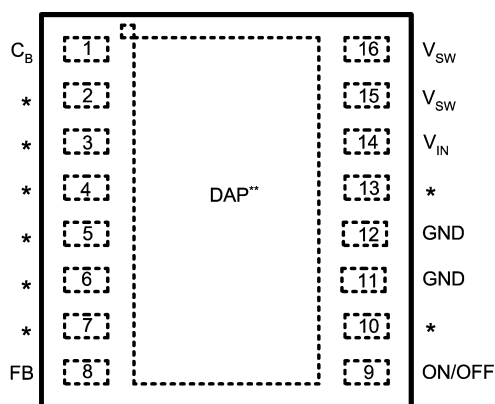 C_B 1 16 V_SW
* 2 15 V_SW
* 3 14 V_IN
* 4 13 *
DAP**
* 5 12 GND
* 6 11 GND
* 7 10 *
FB 8 9 ON/OFF